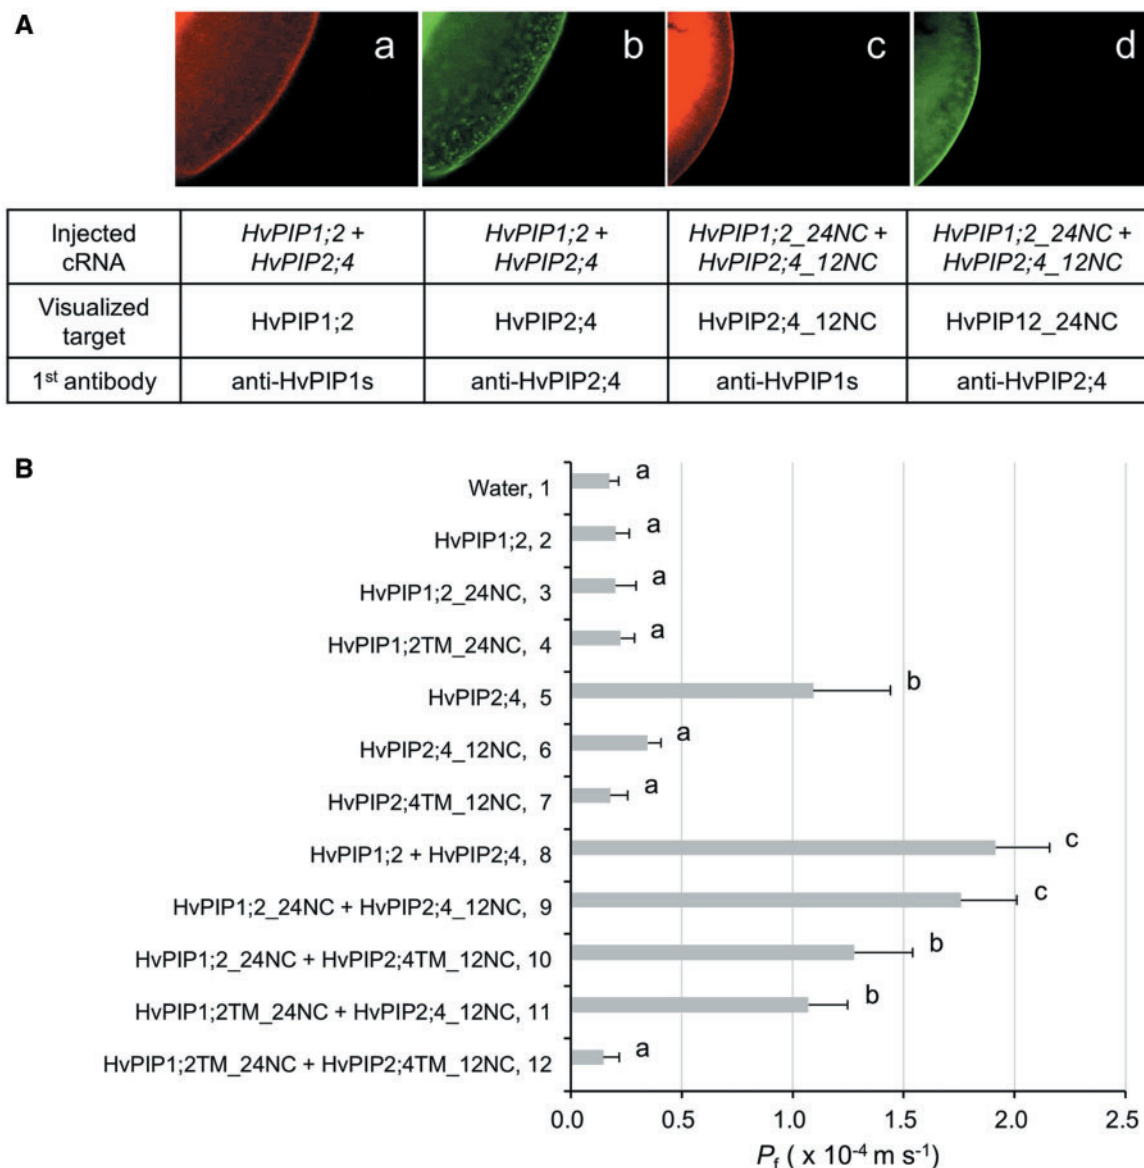 A
a b c d
Injected cRNA
HvPIP1;2 + HvPIP2;4
HvPIP1;2 + HvPIP2;4
HvPIP1;2_24NC + HvPIP2;4_12NC
HvPIP1;2_24NC + HvPIP2;4_12NC
Visualized target
HvPIP1;2
HvPIP2;4
HvPIP2;4_12NC
HvPIP12_24NC
1st antibody
anti-HvPIP1s
anti-HvPIP2;4
anti-HvPIP1s
anti-HvPIP2;4
B
Water, 1 a
HvPIP1;2, 2 a
HvPIP1;2_24NC, 3 a
HvPIP1;2TM_24NC, 4 a
HvPIP2;4, 5 b
HvPIP2;4_12NC, 6 a
HvPIP2;4TM_12NC, 7 a
HvPIP1;2 + HvPIP2;4, 8 c
HvPIP1;2_24NC + HvPIP2;4_12NC, 9 c
HvPIP1;2_24NC + HvPIP2;4TM_12NC, 10 b
HvPIP1;2TM_24NC + HvPIP2;4_12NC, 11 b
HvPIP1;2TM_24NC + HvPIP2;4TM_12NC, 12 a
0.0 0.5 1.0 1.5 2.0 2.5
Pf ( x 10-4 m s-1)